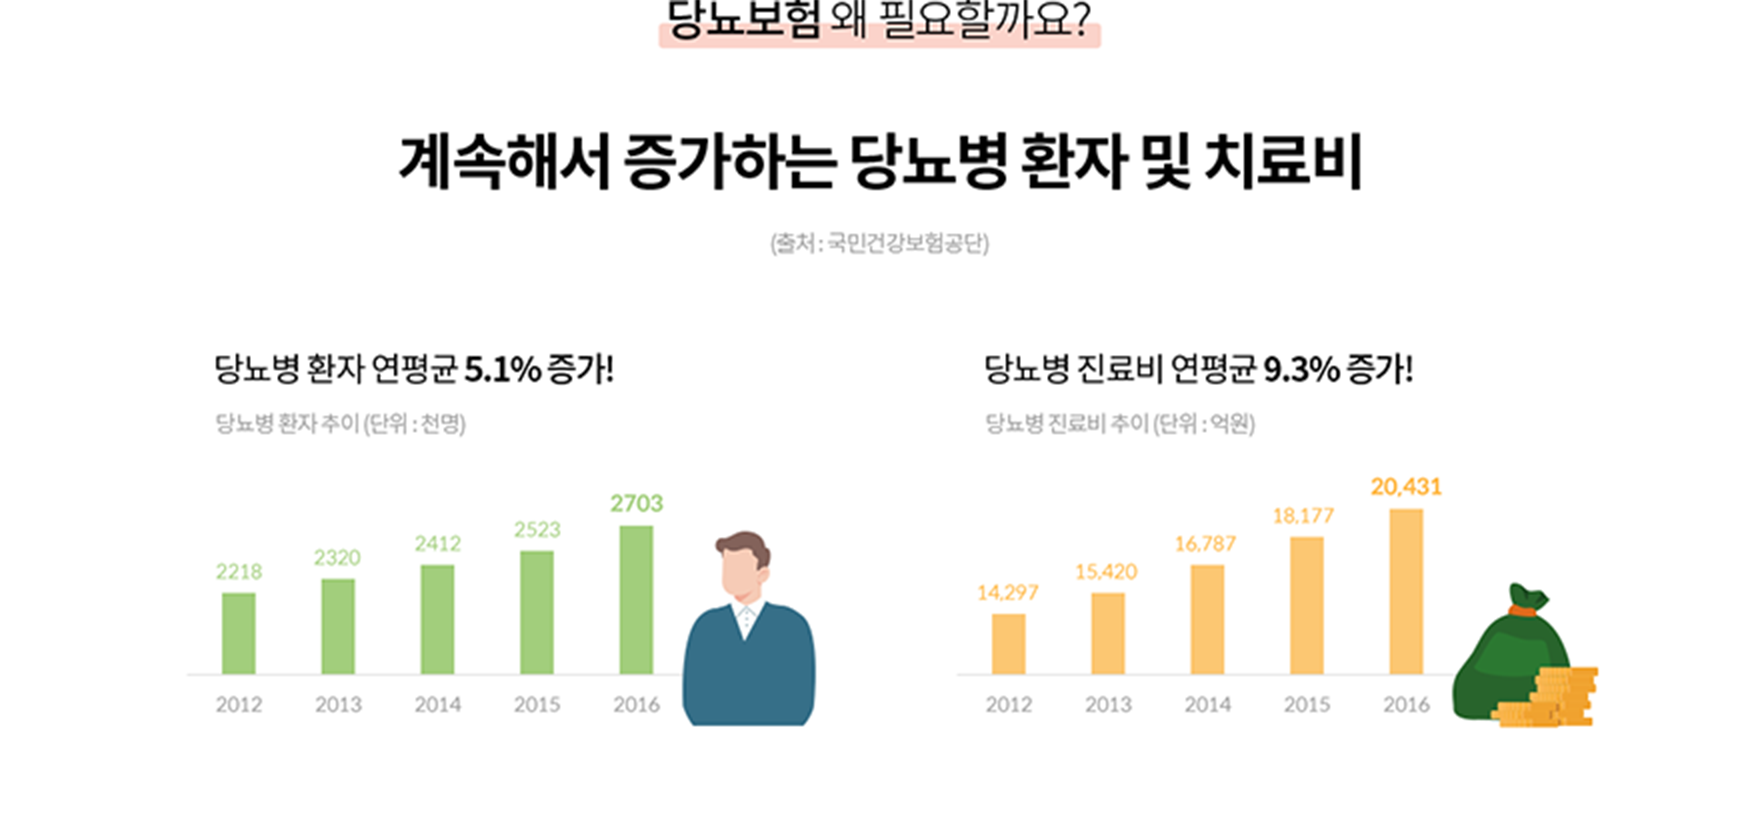 당뇨보험 왜 필요할까요?
계속해서 증가하는 당뇨병 환자 및 치료비
(출처 : 국민건강보험공단)
당뇨병 환자 연평균 5.1% 증가!
당뇨병 환자 추이 (단위 : 천명)
2218
2320
2412
2523
2703
2012
2013
2014
2015
2016
당뇨병 진료비 연평균 9.3% 증가!
당뇨병 진료비 추이 (단위 : 억원)
14,297
15,420
16,787
18,177
20,431
2012
2013
2014
2015
2016